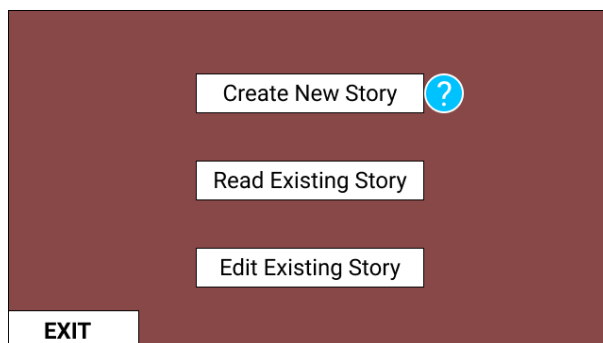 Create New Story ?
Read Existing Story
Edit Existing Story
EXIT